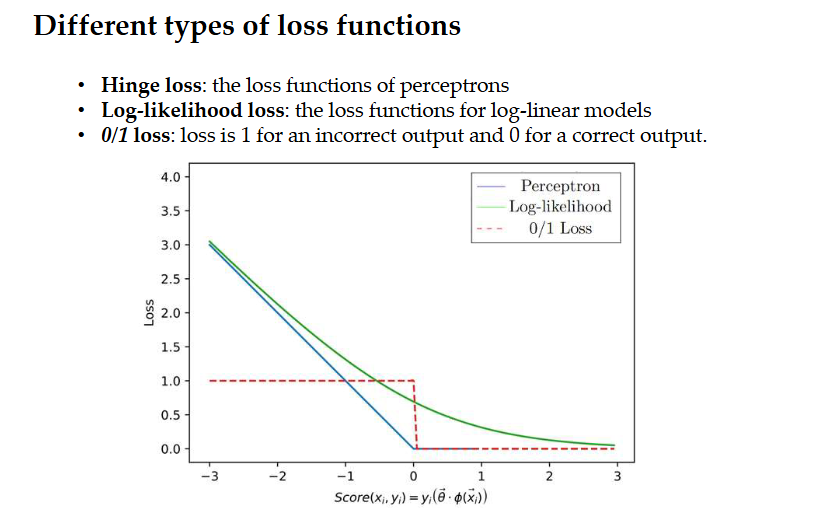 Different types of loss functions
• Hinge loss: the loss functions of perceptrons
• Log-likelihood loss: the loss functions for log-linear models
• 0/1 loss: loss is 1 for an incorrect output and 0 for a correct output.
4.0
3.5
3.0
2.5
2.0
1.5
1.0
0.5
0.0
Loss
Perceptron
Log-likelihood
0/1 Loss
−3 −2 −1 0 1 2 3
Score(xᵢ, yᵢ) = yᵢ(θ⃗ · ϕ(x⃗ᵢ))